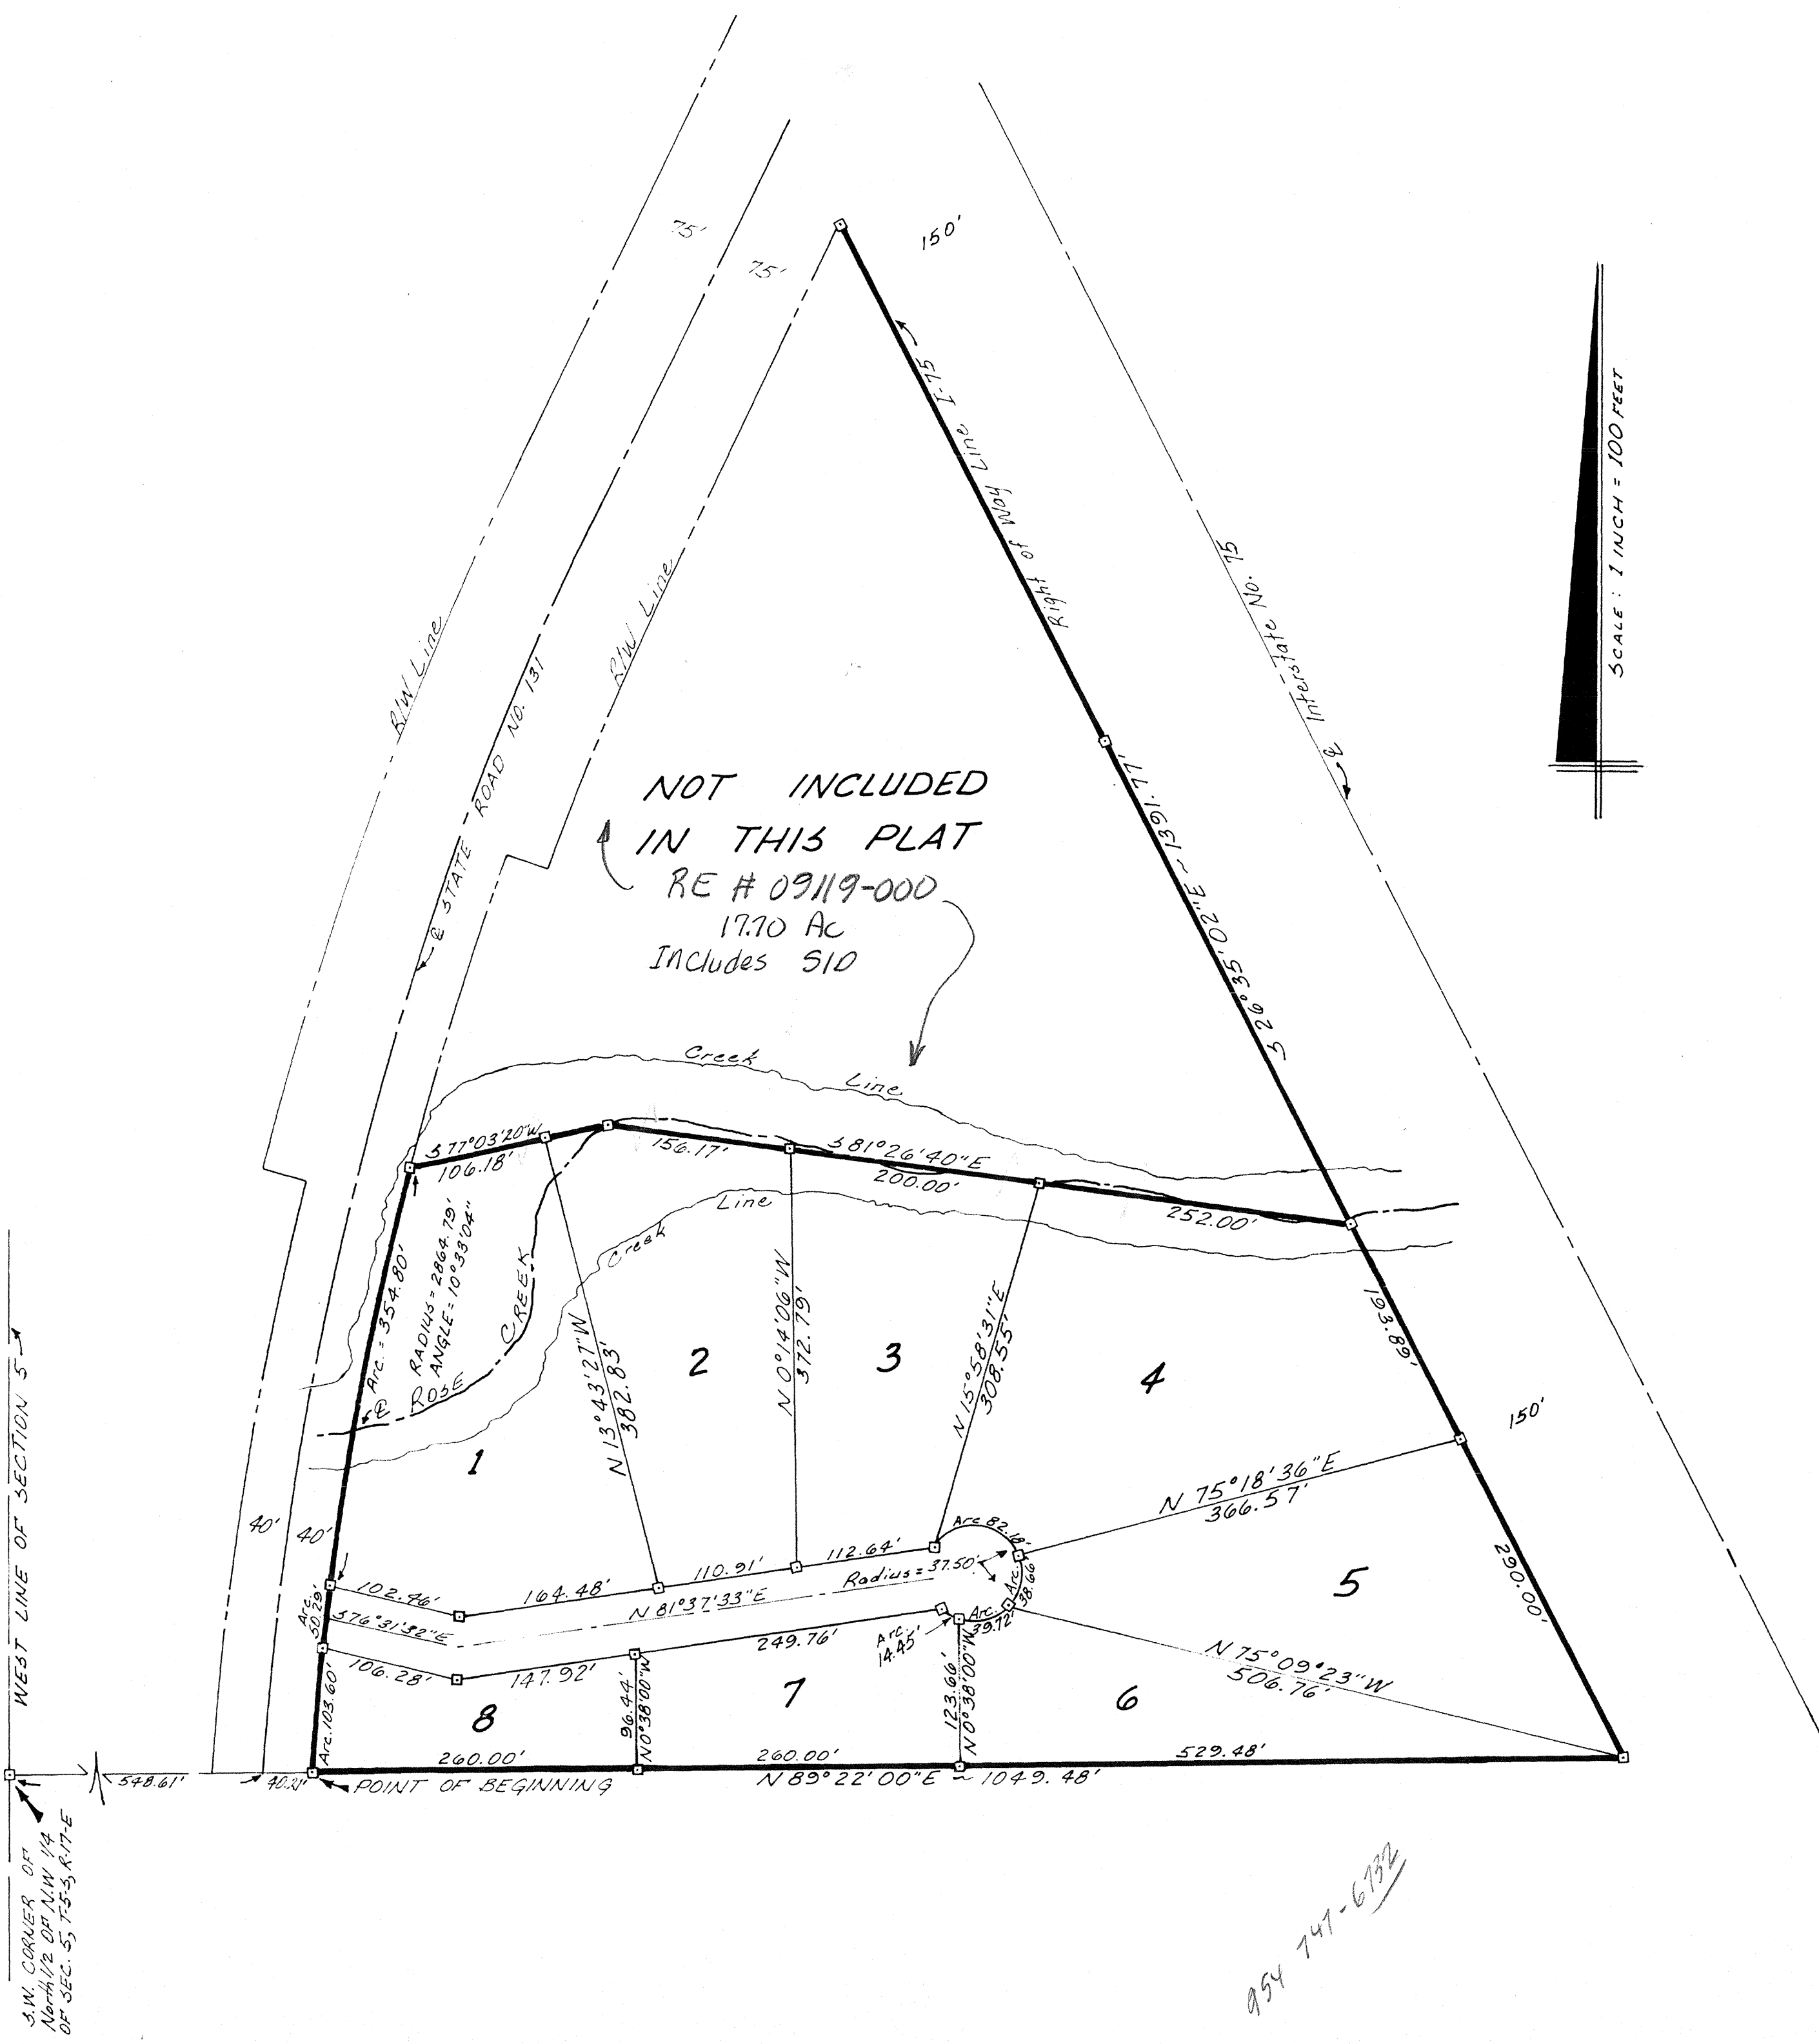 75'
75'
150'
Right of Way Line I-75
SCALE: 1 INCH = 100 FEET
R/W Line
R/W Line
℄ Interstate No. 75
℄ STATE ROAD NO. 131
NOT INCLUDED
IN THIS PLAT
RE # 09119-000
17.70 Ac
Includes S/D
S 26°35'02"E ~ 1391.77'
Creek Line
S 77°03'20"W
106.18'
156.17'
S 81°26'40"E
200.00'
252.00'
Creek Line
Arc. = 354.80'
RADIUS = 2864.79'
ANGLE = 10°33'04"
℄ ROSE CREEK
1
N 13°43'27"W
382.83'
2
N 0°14'06"W
372.79'
3
N 15°58'31"E
308.55'
4
193.89'
150'
N 75°18'36"E
366.57'
WEST LINE OF SECTION 5
40'
40'
Arc. 50.29'
102.46'
164.48'
110.91'
112.64'
Arc 82.18'
Radius = 37.50'
Arc. 38.66'
S 76°31'32"E
N 81°37'33"E
5
290.00'
Arc. 39.72'
Arc. 14.45'
249.76'
106.28'
147.92'
N 75°09'23"W
506.76'
Arc. 103.60'
8
96.44'
N 0°38'00"W
7
123.66'
N 0°38'00"W
6
260.00'
260.00'
529.48'
548.61'
40.21'
POINT OF BEGINNING
N 89°22'00"E ~ 1049.48'
S.W. CORNER OF
North 1/2 OF N.W 1/4
OF SEC. 5, T-5-S, R-17-E
954 747-6732